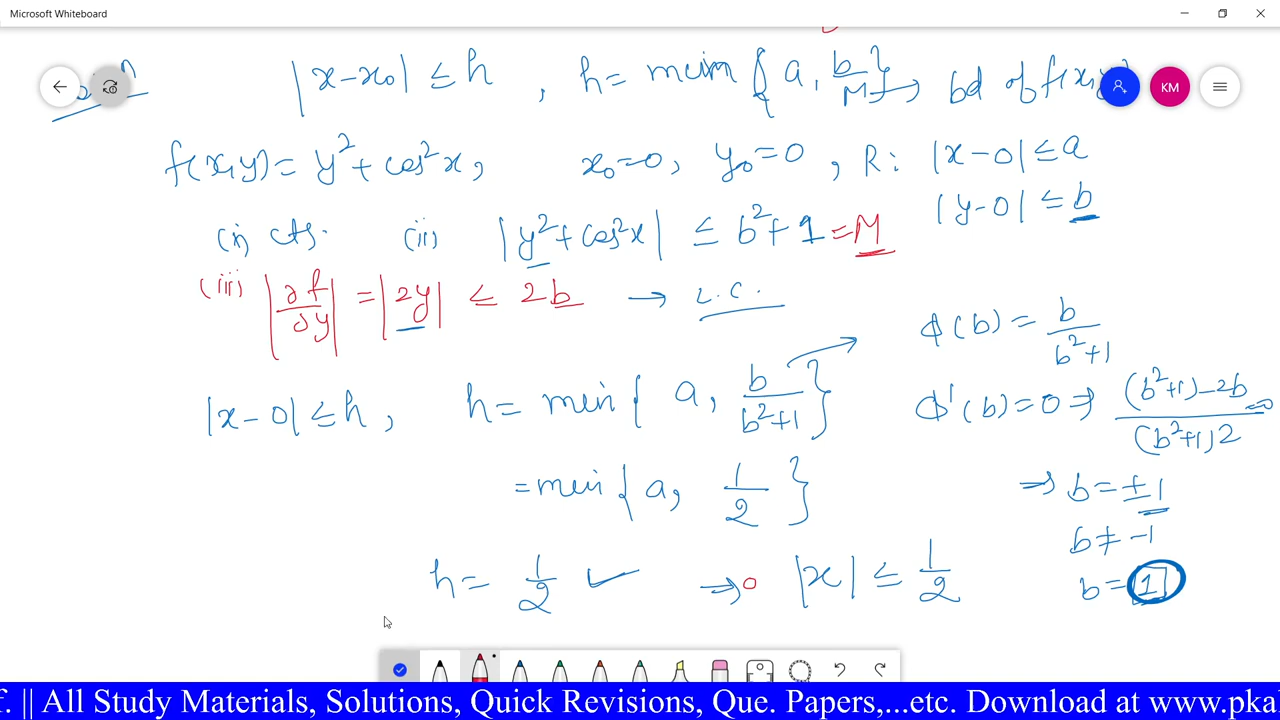 Microsoft Whiteboard
|x-x₀| ≤ h , h = min { a, b/M } → bd of f(x,y)
KM
f(x,y) = y² + cos²x, x₀=0, y₀=0, R: |x-0| ≤ a
|y-0| ≤ b
(i) cts. (ii) |y²+cos²x| ≤ b²+1 = M
(iii) |∂f/∂y| = |2y| ≤ 2b → L.C.
φ(b) = b/(b²+1)
|x-0| ≤ h, h = min { a, b/(b²+1) }
φ'(b)=0 ⇒ (b²+1)-2b/(b²+1)2 =0
= min { a, 1/2 }
⇒ b = ±1
b ≠ -1
h = 1/2 ✓ → |x| ≤ 1/2
b = 1
f. || All Study Materials, Solutions, Quick Revisions, Que. Papers,...etc. Download at www.pka